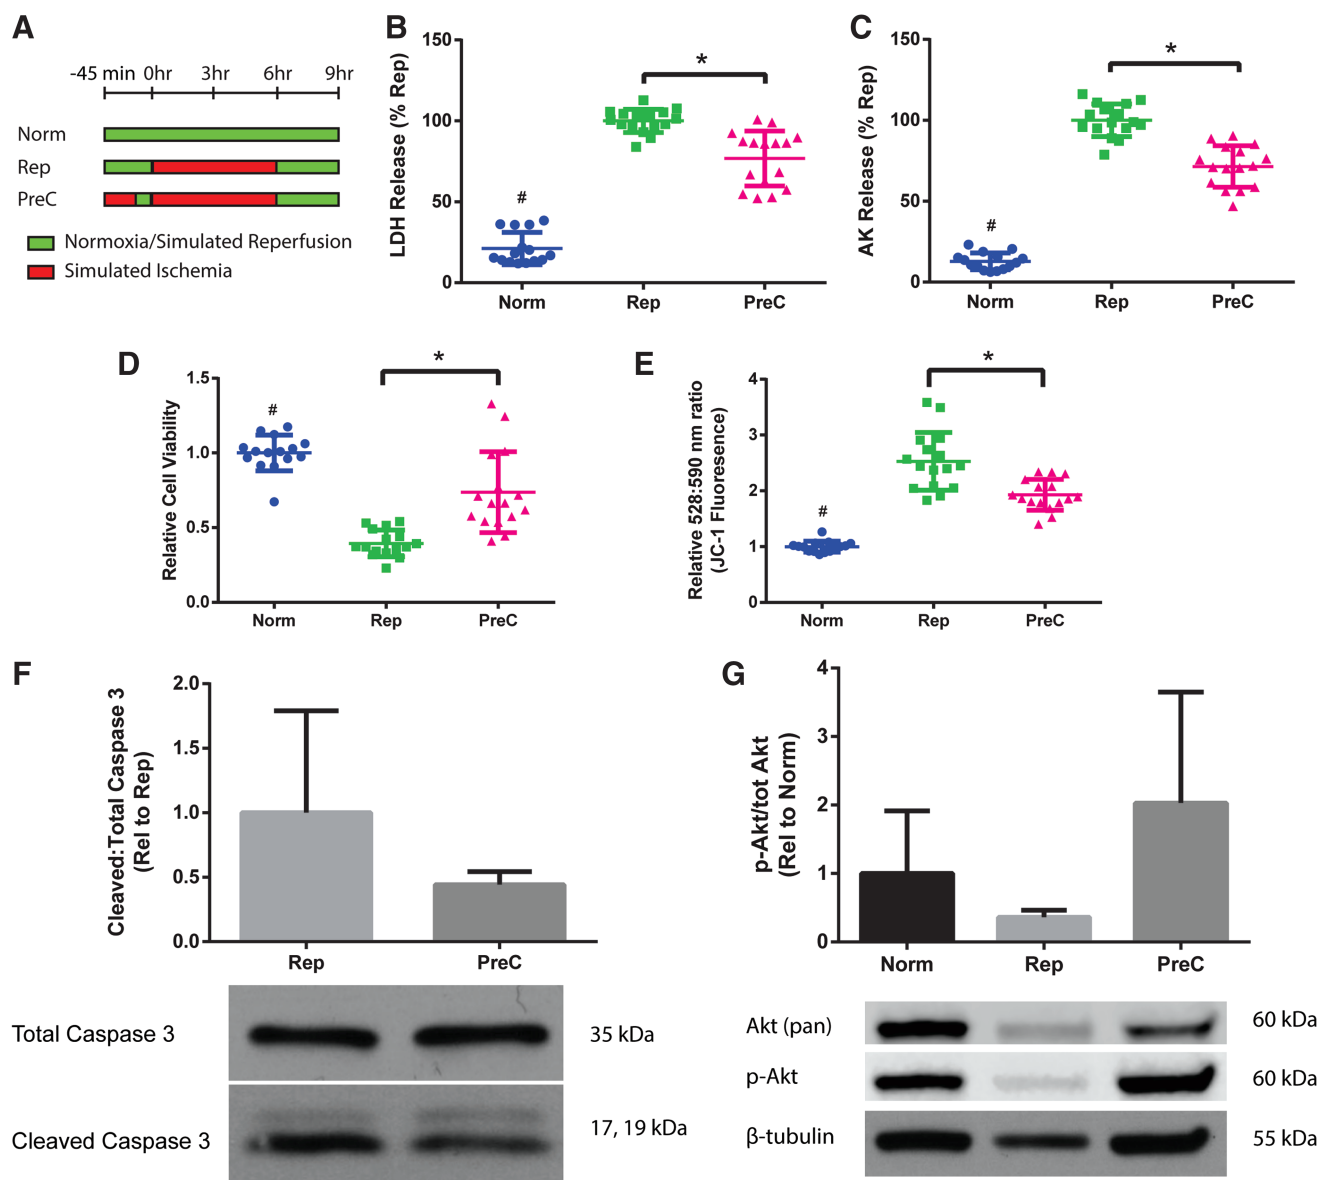 A
-45 min 0hr 3hr 6hr 9hr
Norm
Rep
PreC
Normoxia/Simulated Reperfusion
Simulated Ischemia
B
LDH Release (% Rep)
150
100
50
0
#
*
Norm Rep PreC
C
AK Release (% Rep)
150
100
50
0
#
*
Norm Rep PreC
D
Relative Cell Viability
1.5
1.0
0.5
0.0
#
*
Norm Rep PreC
E
Relative 528:590 nm ratio
(JC-1 Fluoresence)
4
3
2
1
0
#
*
Norm Rep PreC
F
Cleaved:Total Caspase 3
(Rel to Rep)
2.0
1.5
1.0
0.5
0.0
Rep PreC
Total Caspase 3 35 kDa
Cleaved Caspase 3 17, 19 kDa
G
p-Akt/tot Akt
(Rel to Norm)
4
3
2
1
0
Norm Rep PreC
Akt (pan) 60 kDa
p-Akt 60 kDa
β-tubulin 55 kDa